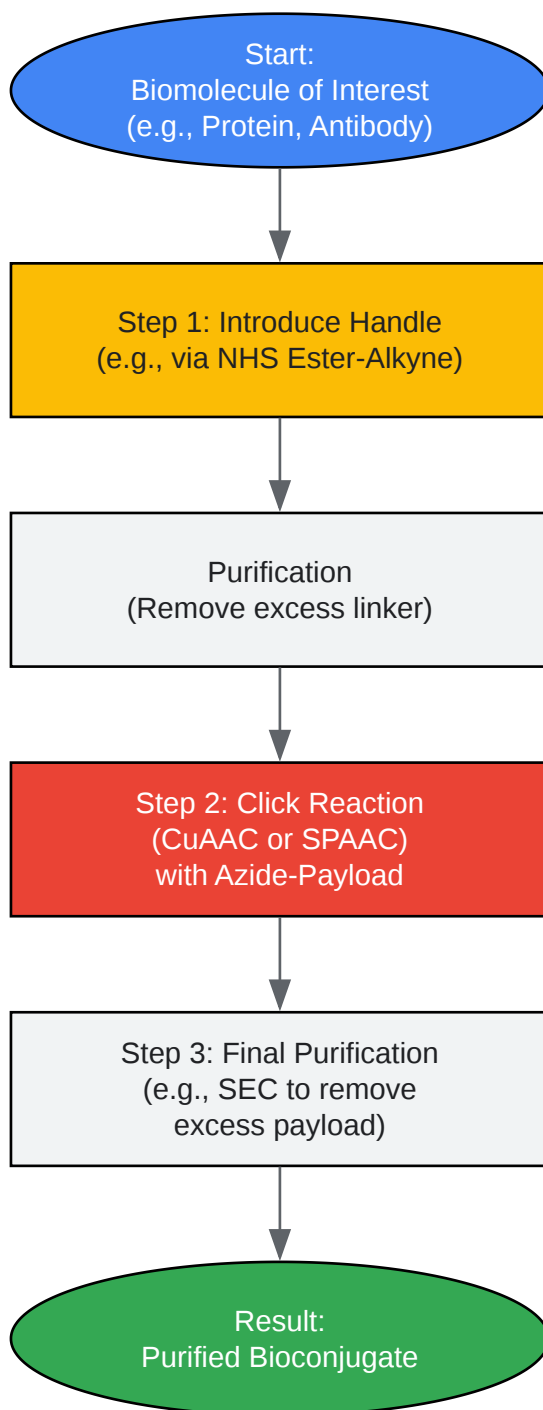 Start:
Biomolecule of Interest
(e.g., Protein, Antibody)
Step 1: Introduce Handle
(e.g., via NHS Ester-Alkyne)
Purification
(Remove excess linker)
Step 2: Click Reaction
(CuAAC or SPAAC)
with Azide-Payload
Step 3: Final Purification
(e.g., SEC to remove
excess payload)
Result:
Purified Bioconjugate